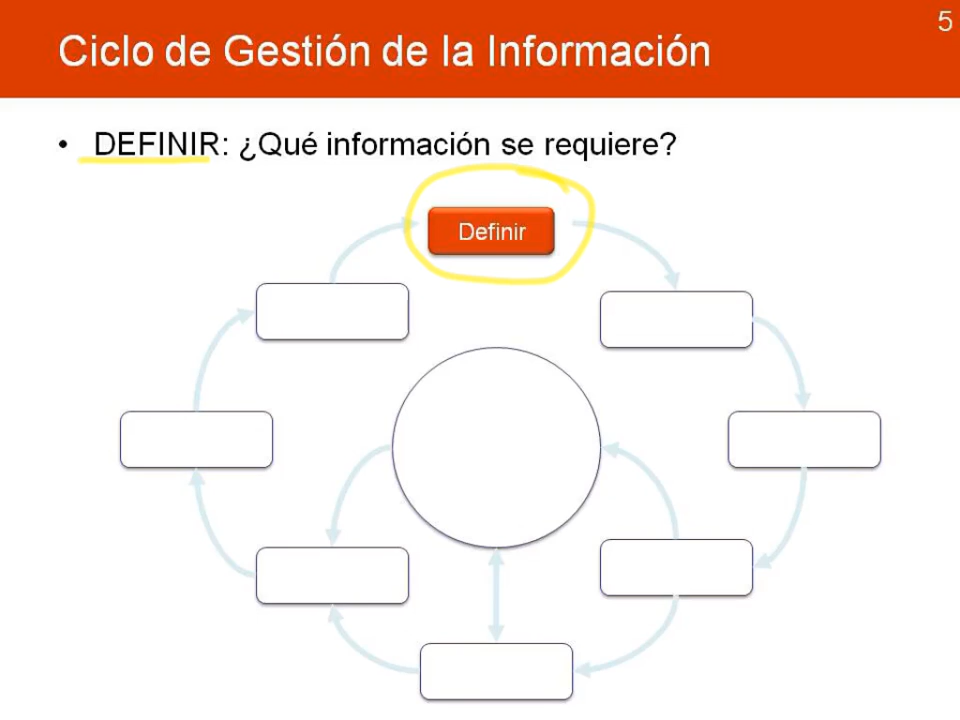 5
Ciclo de Gestión de la Información
• DEFINIR: ¿Qué información se requiere?
Definir